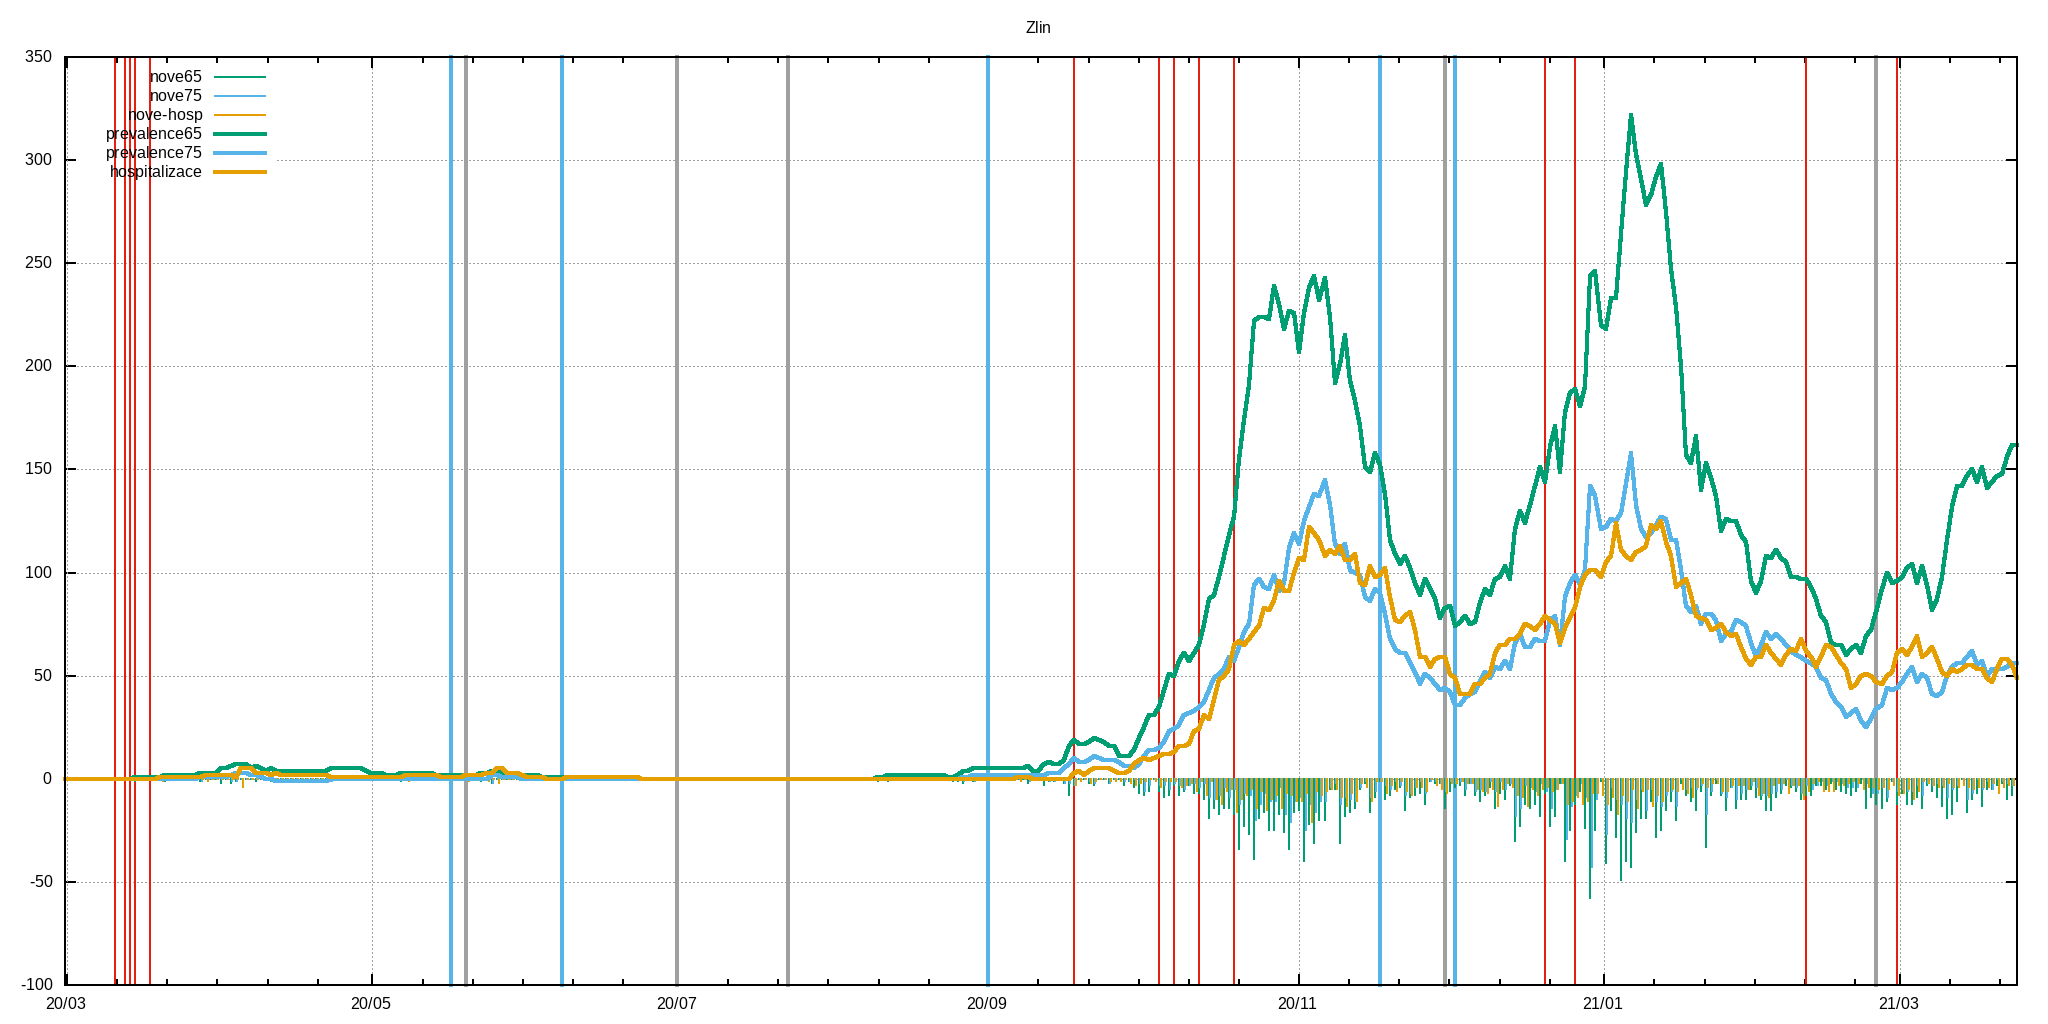 Zlin
350
nove65
nove75
nove-hosp
prevalence65
prevalence75
hospitalizace
300
250
200
150
100
50
0
-50
-100
20/03 20/05 20/07 20/09 20/11 21/01 21/03